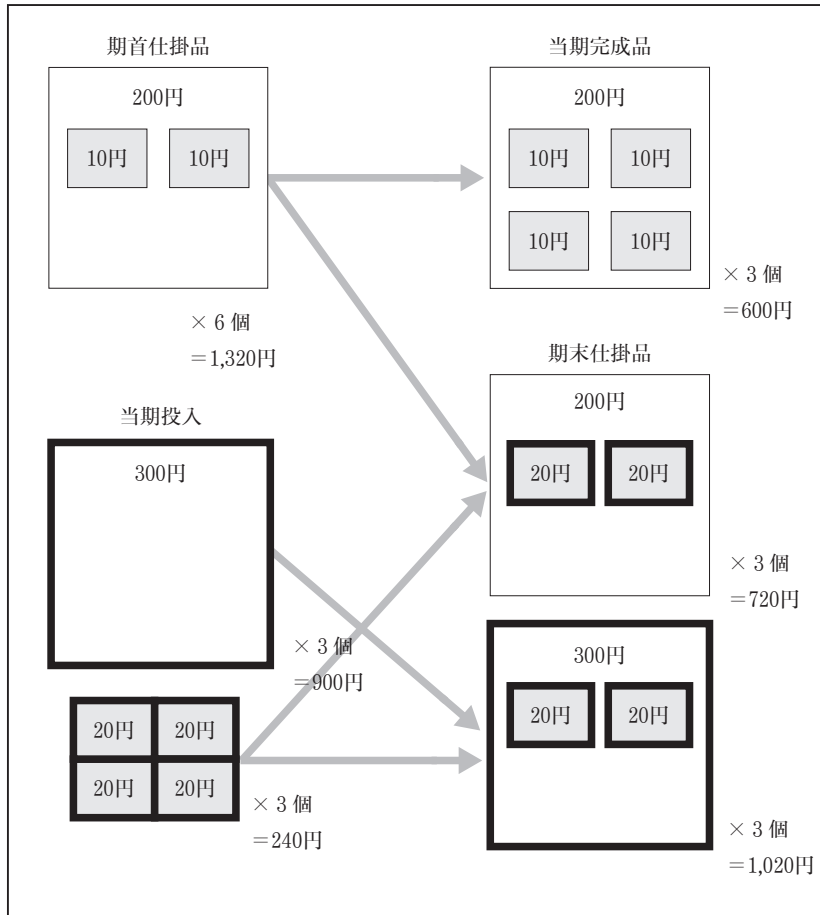 期首仕掛品
200円
10円 10円
× 6 個
＝1,320円
当期投入
300円
× 3 個
＝900円
20円 20円
20円 20円
× 3 個
＝240円
当期完成品
200円
10円 10円
10円 10円
× 3 個
＝600円
期末仕掛品
200円
20円 20円
× 3 個
＝720円
300円
20円 20円
× 3 個
＝1,020円